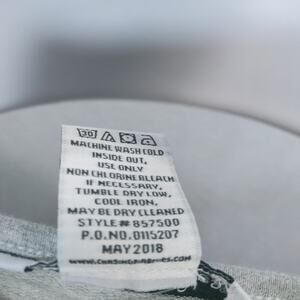 30
MACHINE WASH COLD
INSIDE OUT,
USE ONLY
NON CHLORINE BLEACH
IF NECESSARY,
TUMBLE DRY LOW,
COOL IRON,
MAY BE DRY CLEANED
STYLE# 857500
P.O.NO.0115207
MAY 2018